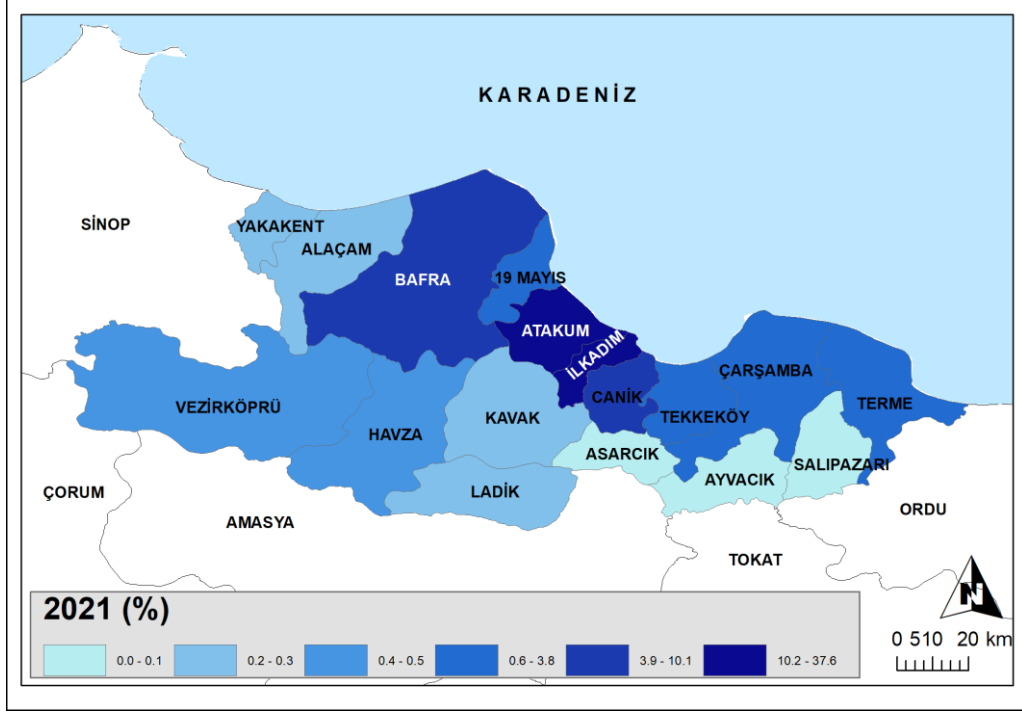 KARADENİZ
SİNOP
YAKAKENT
ALAÇAM
BAFRA
19 MAYIS
ATAKUM
İLKADIM
CANİK
ÇARŞAMBA
TEKKEKÖY
TERME
VEZİRKÖPRÜ
HAVZA
KAVAK
ASARCIK
SALIPAZARI
AYVACIK
LADİK
ÇORUM
AMASYA
ORDU
TOKAT
N
2021 (%)
0.0 - 0.1
0.2 - 0.3
0.4 - 0.5
0.6 - 3.8
3.9 - 10.1
10.2 - 37.6
0 510 20 km